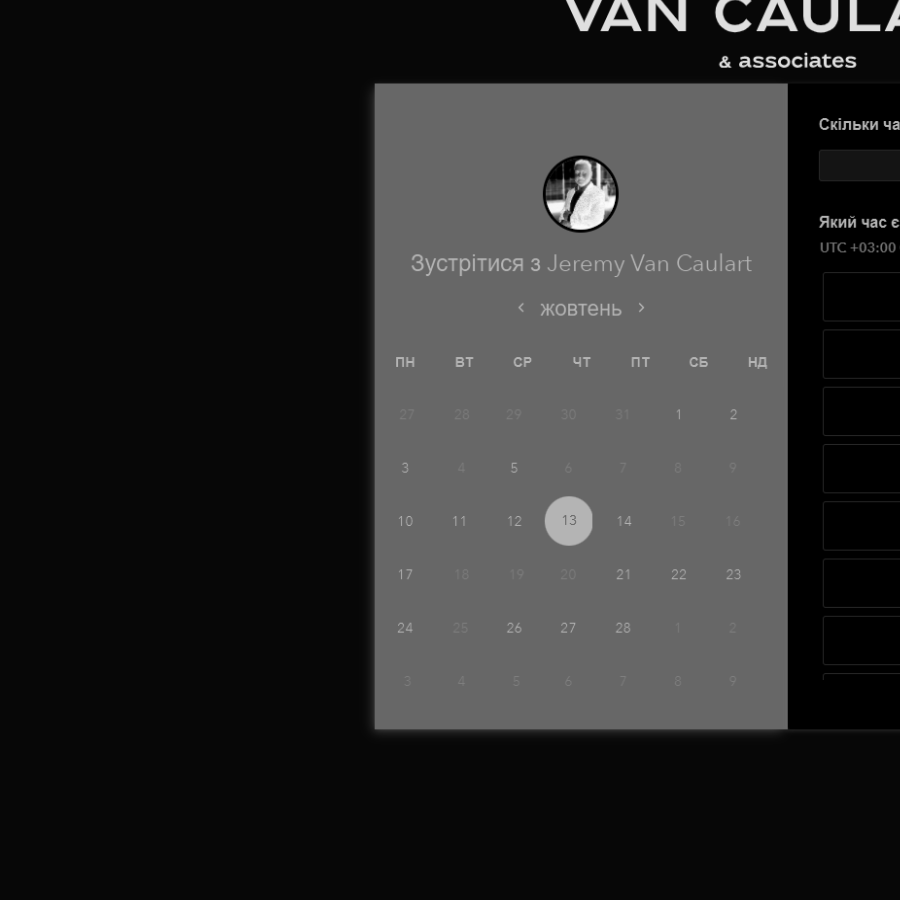 VAN CAULA
& associates
Зустрітися з Jeremy Van Caulart
жовтень
ПН ВТ СР ЧТ ПТ СБ НД
27 28 29 30 31 1 2
3 4 5 6 7 8 9
10 11 12 13 14 15 16
17 18 19 20 21 22 23
24 25 26 27 28 1 2
3 4 5 6 7 8 9
Скільки ча
Який час є
UTC +03:00